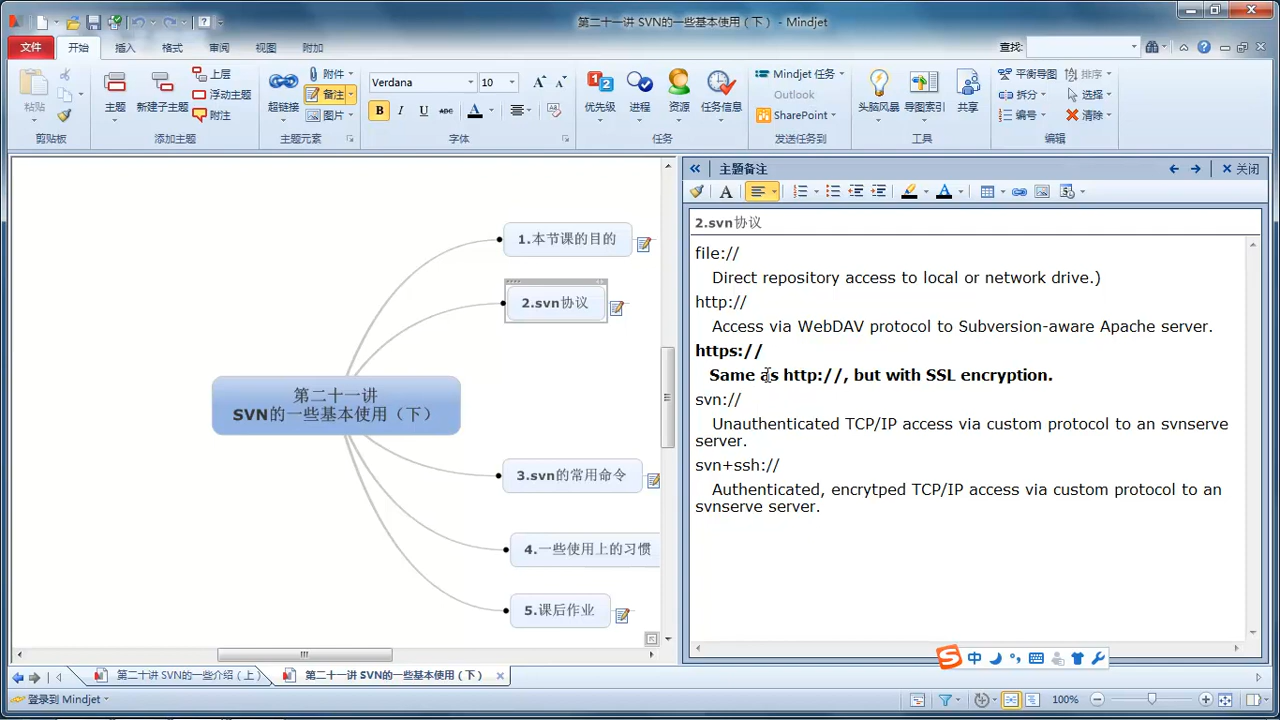 第二十一讲 SVN的一些基本使用（下） - Mindjet
文件 开始 插入 格式 审阅 视图 附加 查找:
粘贴
剪贴板
主题 新建子主题 上层 浮动主题 附注
添加主题
超链接 附件 备注 图片
主题元素
Verdana 10
B I U abc A
字体
优先级 进程 资源 任务信息
任务
Mindjet 任务
Outlook
SharePoint
发送任务到
头脑风暴 导图索引 共享
工具
平衡导图 拆分 编号 排序 选择 清除
编辑
主题备注 关闭
1.本节课的目的
2.svn协议
第二十一讲
SVN的一些基本使用（下）
3.svn的常用命令
4.一些使用上的习惯
5.课后作业
2.svn协议
file://
Direct repository access to local or network drive.)
http://
Access via WebDAV protocol to Subversion-aware Apache server.
https://
Same as http://, but with SSL encryption.
svn://
Unauthenticated TCP/IP access via custom protocol to an svnserve
server.
svn+ssh://
Authenticated, encrytped TCP/IP access via custom protocol to an
svnserve server.
中
第二十讲 SVN的一些介绍（上） 第二十一讲 SVN的一些基本使用（下）
登录到 Mindjet 100%